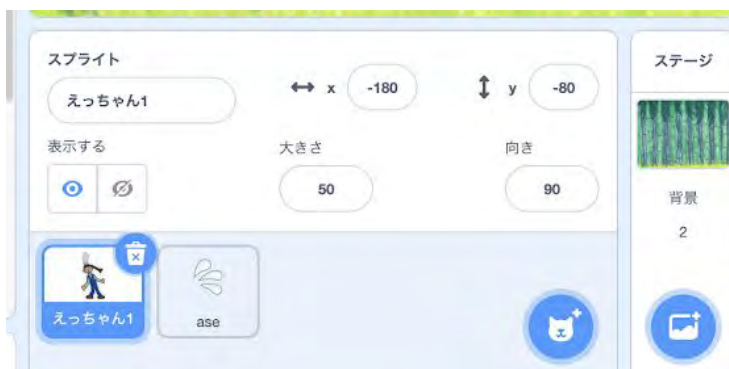 スプライト
えっちゃん1
x
-180
y
-80
ステージ
表示する
大きさ
50
向き
90
背景
2
えっちゃん1
ase